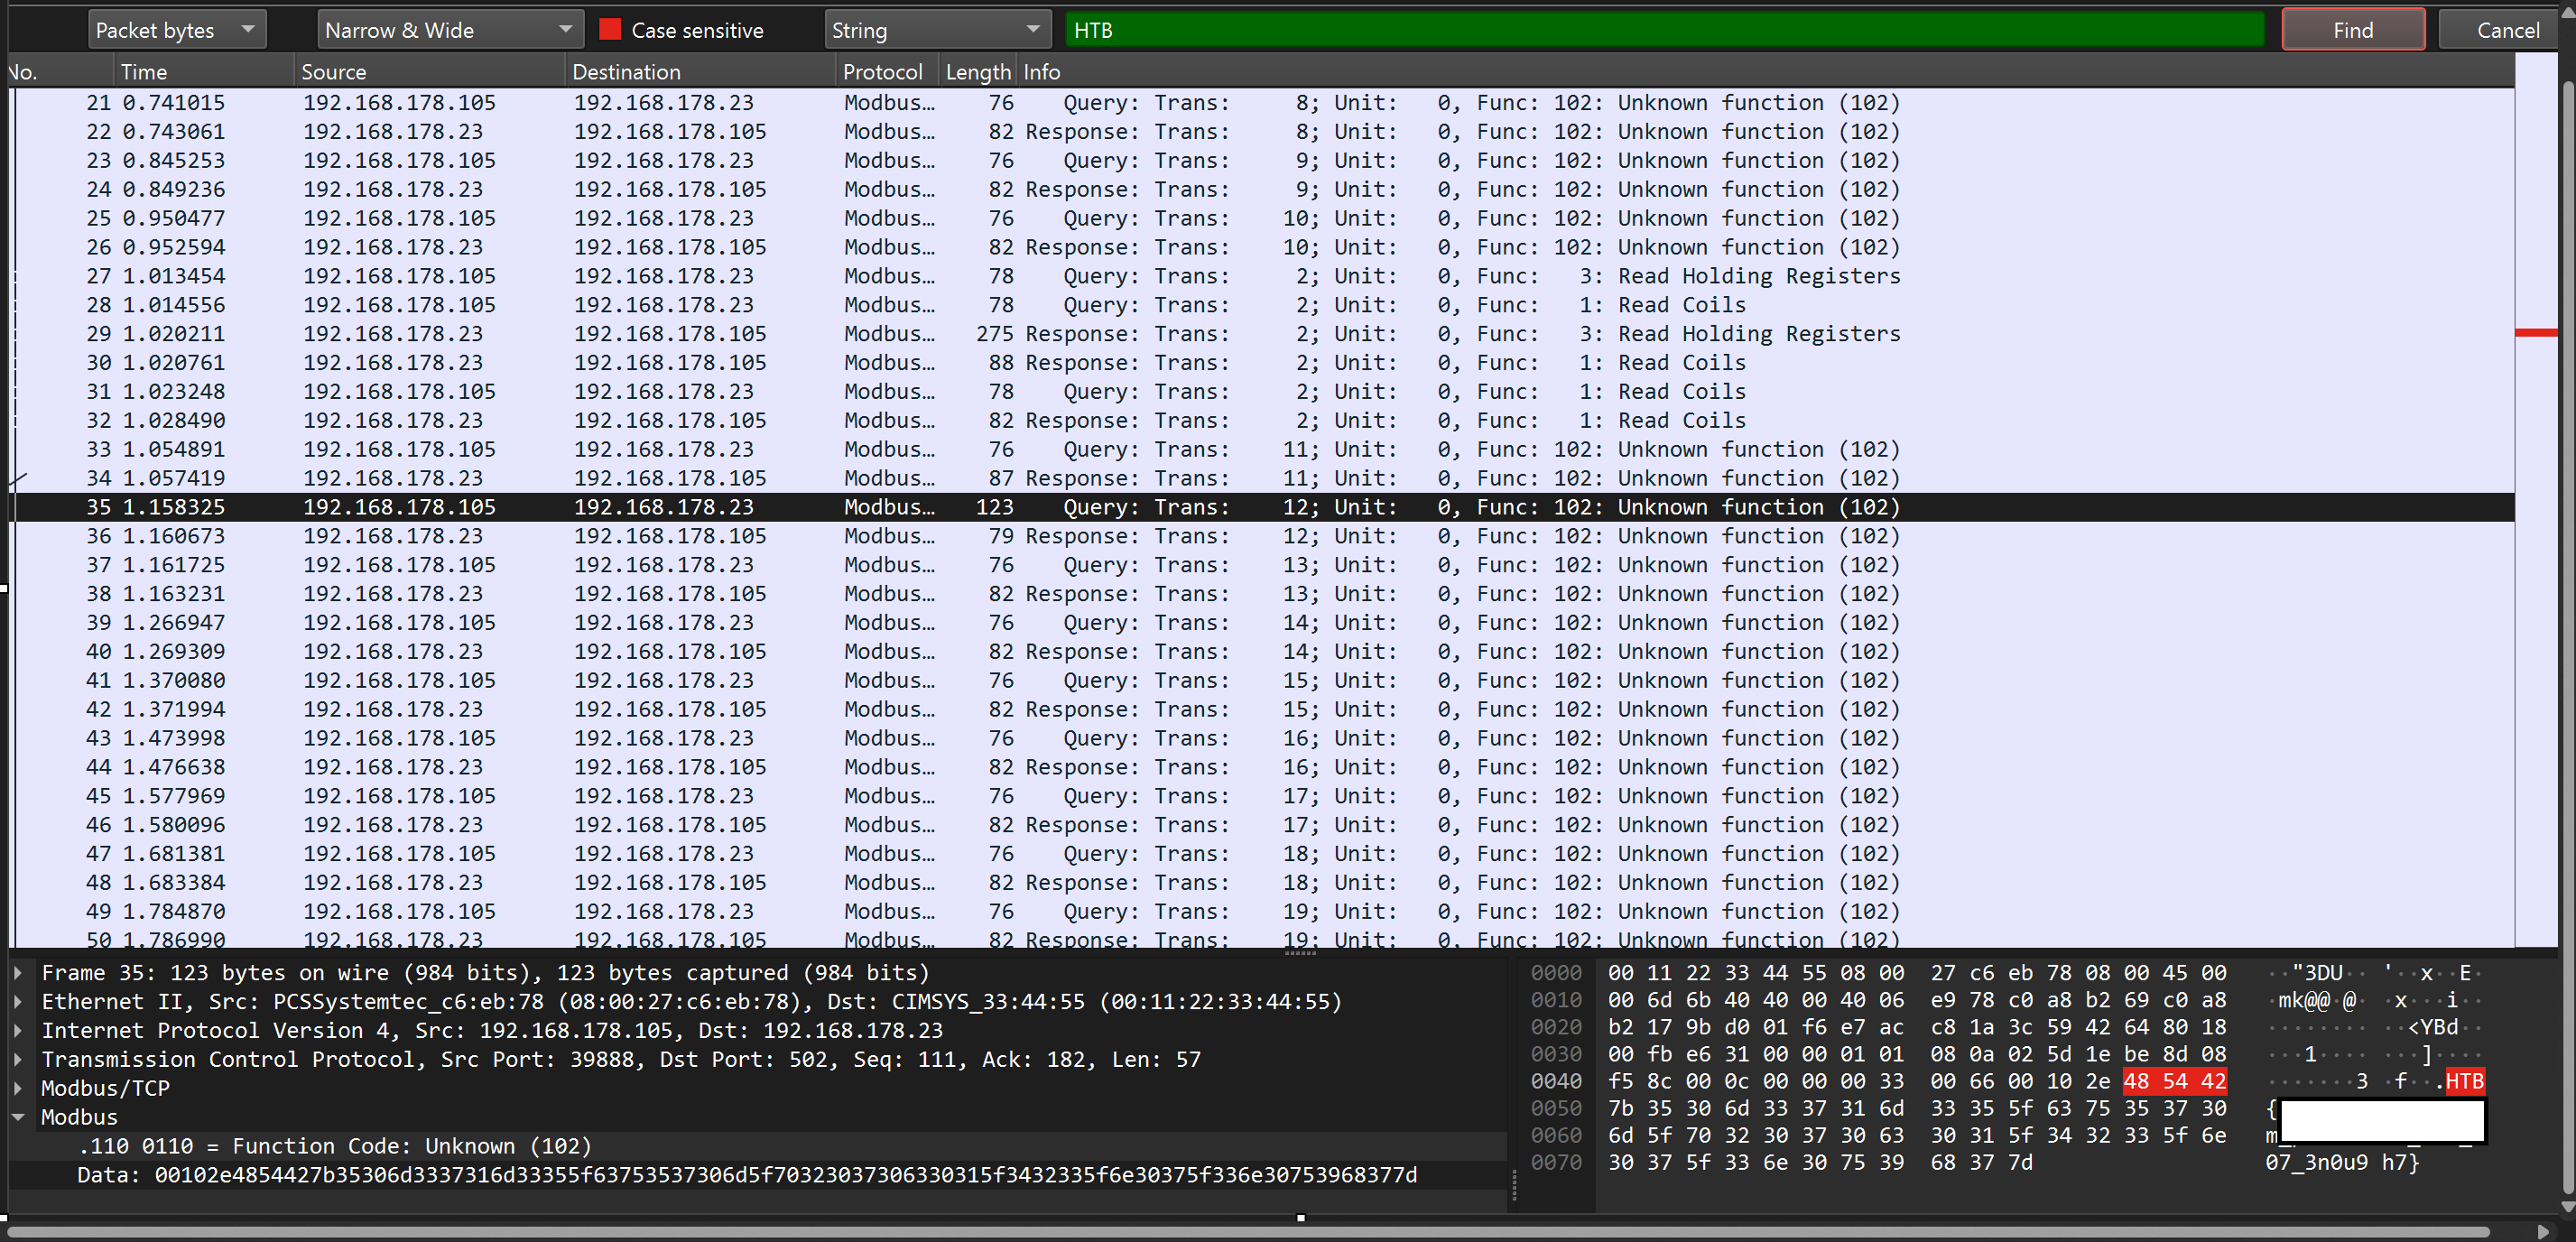 Packet bytes Narrow & Wide Case sensitive String HTB Find Cancel
No. Time Source Destination Protocol Length Info
21 0.741015 192.168.178.105 192.168.178.23 Modbus… 76 Query: Trans: 8; Unit: 0, Func: 102: Unknown function (102)
22 0.743061 192.168.178.23 192.168.178.105 Modbus… 82 Response: Trans: 8; Unit: 0, Func: 102: Unknown function (102)
23 0.845253 192.168.178.105 192.168.178.23 Modbus… 76 Query: Trans: 9; Unit: 0, Func: 102: Unknown function (102)
24 0.849236 192.168.178.23 192.168.178.105 Modbus… 82 Response: Trans: 9; Unit: 0, Func: 102: Unknown function (102)
25 0.950477 192.168.178.105 192.168.178.23 Modbus… 76 Query: Trans: 10; Unit: 0, Func: 102: Unknown function (102)
26 0.952594 192.168.178.23 192.168.178.105 Modbus… 82 Response: Trans: 10; Unit: 0, Func: 102: Unknown function (102)
27 1.013454 192.168.178.105 192.168.178.23 Modbus… 78 Query: Trans: 2; Unit: 0, Func: 3: Read Holding Registers
28 1.014556 192.168.178.105 192.168.178.23 Modbus… 78 Query: Trans: 2; Unit: 0, Func: 1: Read Coils
29 1.020211 192.168.178.23 192.168.178.105 Modbus… 275 Response: Trans: 2; Unit: 0, Func: 3: Read Holding Registers
30 1.020761 192.168.178.23 192.168.178.105 Modbus… 88 Response: Trans: 2; Unit: 0, Func: 1: Read Coils
31 1.023248 192.168.178.105 192.168.178.23 Modbus… 78 Query: Trans: 2; Unit: 0, Func: 1: Read Coils
32 1.028490 192.168.178.23 192.168.178.105 Modbus… 82 Response: Trans: 2; Unit: 0, Func: 1: Read Coils
33 1.054891 192.168.178.105 192.168.178.23 Modbus… 76 Query: Trans: 11; Unit: 0, Func: 102: Unknown function (102)
34 1.057419 192.168.178.23 192.168.178.105 Modbus… 87 Response: Trans: 11; Unit: 0, Func: 102: Unknown function (102)
35 1.158325 192.168.178.105 192.168.178.23 Modbus… 123 Query: Trans: 12; Unit: 0, Func: 102: Unknown function (102)
36 1.160673 192.168.178.23 192.168.178.105 Modbus… 79 Response: Trans: 12; Unit: 0, Func: 102: Unknown function (102)
37 1.161725 192.168.178.105 192.168.178.23 Modbus… 76 Query: Trans: 13; Unit: 0, Func: 102: Unknown function (102)
38 1.163231 192.168.178.23 192.168.178.105 Modbus… 82 Response: Trans: 13; Unit: 0, Func: 102: Unknown function (102)
39 1.266947 192.168.178.105 192.168.178.23 Modbus… 76 Query: Trans: 14; Unit: 0, Func: 102: Unknown function (102)
40 1.269309 192.168.178.23 192.168.178.105 Modbus… 82 Response: Trans: 14; Unit: 0, Func: 102: Unknown function (102)
41 1.370080 192.168.178.105 192.168.178.23 Modbus… 76 Query: Trans: 15; Unit: 0, Func: 102: Unknown function (102)
42 1.371994 192.168.178.23 192.168.178.105 Modbus… 82 Response: Trans: 15; Unit: 0, Func: 102: Unknown function (102)
43 1.473998 192.168.178.105 192.168.178.23 Modbus… 76 Query: Trans: 16; Unit: 0, Func: 102: Unknown function (102)
44 1.476638 192.168.178.23 192.168.178.105 Modbus… 82 Response: Trans: 16; Unit: 0, Func: 102: Unknown function (102)
45 1.577969 192.168.178.105 192.168.178.23 Modbus… 76 Query: Trans: 17; Unit: 0, Func: 102: Unknown function (102)
46 1.580096 192.168.178.23 192.168.178.105 Modbus… 82 Response: Trans: 17; Unit: 0, Func: 102: Unknown function (102)
47 1.681381 192.168.178.105 192.168.178.23 Modbus… 76 Query: Trans: 18; Unit: 0, Func: 102: Unknown function (102)
48 1.683384 192.168.178.23 192.168.178.105 Modbus… 82 Response: Trans: 18; Unit: 0, Func: 102: Unknown function (102)
49 1.784870 192.168.178.105 192.168.178.23 Modbus… 76 Query: Trans: 19; Unit: 0, Func: 102: Unknown function (102)
50 1.786990 192.168.178.23 192.168.178.105 Modbus… 82 Response: Trans: 19; Unit: 0, Func: 102: Unknown function (102)
Frame 35: 123 bytes on wire (984 bits), 123 bytes captured (984 bits)
Ethernet II, Src: PCSSystemtec_c6:eb:78 (08:00:27:c6:eb:78), Dst: CIMSYS_33:44:55 (00:11:22:33:44:55)
Internet Protocol Version 4, Src: 192.168.178.105, Dst: 192.168.178.23
Transmission Control Protocol, Src Port: 39888, Dst Port: 502, Seq: 111, Ack: 182, Len: 57
Modbus/TCP
Modbus
.110 0110 = Function Code: Unknown (102)
Data: 00102e4854427b35306d3337316d33355f63753537306d5f70323037306330315f3432335f6e30375f336e30753968377d
0000 00 11 22 33 44 55 08 00 27 c6 eb 78 08 00 45 00 ··"3DU·· '··x··E·
0010 00 6d 6b 40 40 00 40 06 e9 78 c0 a8 b2 69 c0 a8 ·mk@@·@· ·x···i··
0020 b2 17 9b d0 01 f6 e7 ac c8 1a 3c 59 42 64 80 18 ········ ··<YBd··
0030 00 fb e6 31 00 00 01 01 08 0a 02 5d 1e be 8d 08 ···1···· ···]····
0040 f5 8c 00 0c 00 00 00 33 00 66 00 10 2e 48 54 42 ·······3 ·f··.HTB
0050 7b 35 30 6d 33 37 31 6d 33 35 5f 63 75 35 37 30 {
0060 6d 5f 70 32 30 37 30 63 30 31 5f 34 32 33 5f 6e m_
0070 30 37 5f 33 6e 30 75 39 68 37 7d 07_3n0u9 h7}